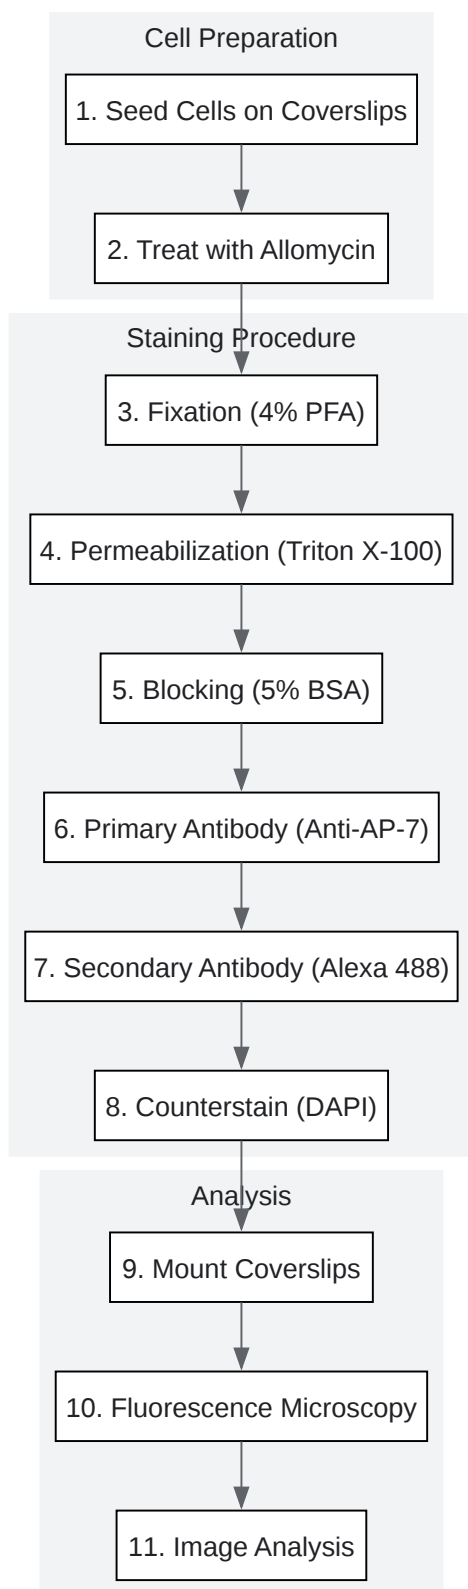 Cell Preparation
1. Seed Cells on Coverslips
2. Treat with Allomycin
Staining Procedure
3. Fixation (4% PFA)
4. Permeabilization (Triton X-100)
5. Blocking (5% BSA)
6. Primary Antibody (Anti-AP-7)
7. Secondary Antibody (Alexa 488)
8. Counterstain (DAPI)
Analysis
9. Mount Coverslips
10. Fluorescence Microscopy
11. Image Analysis